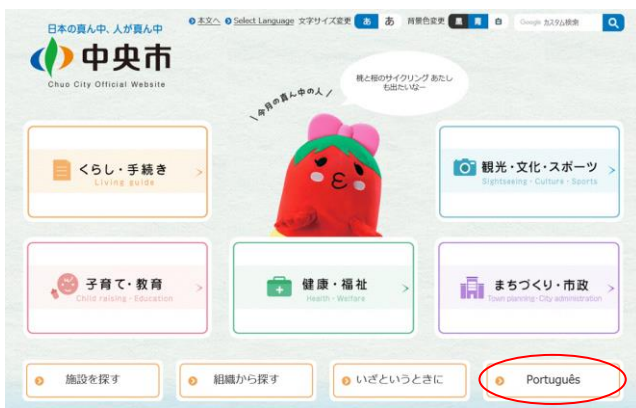 日本の真ん中、人が真ん中
中央市
Chuo City Official Website
本文へ Select Language 文字サイズ変更 あ あ 背景色変更 黒 青 白 Google カスタム検索
今月の真ん中の人
桃と桜のサイクリング あたし
も出たいなー
くらし・手続き
Living guide
観光・文化・スポーツ
Sightseeing・Culture・Sports
子育て・教育
Child raising・Education
健康・福祉
Health・Welfare
まちづくり・市政
Town planning・City administration
施設を探す
組織から探す
いざというときに
Português